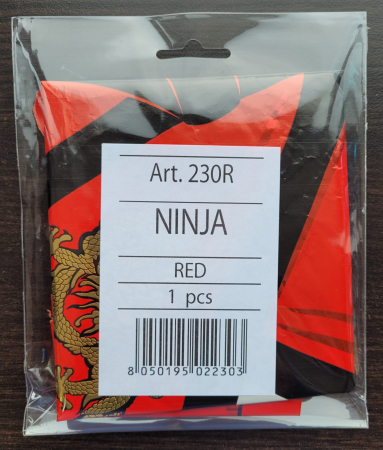 Art. 230R
NINJA
RED
1 pcs
8 050195 022303